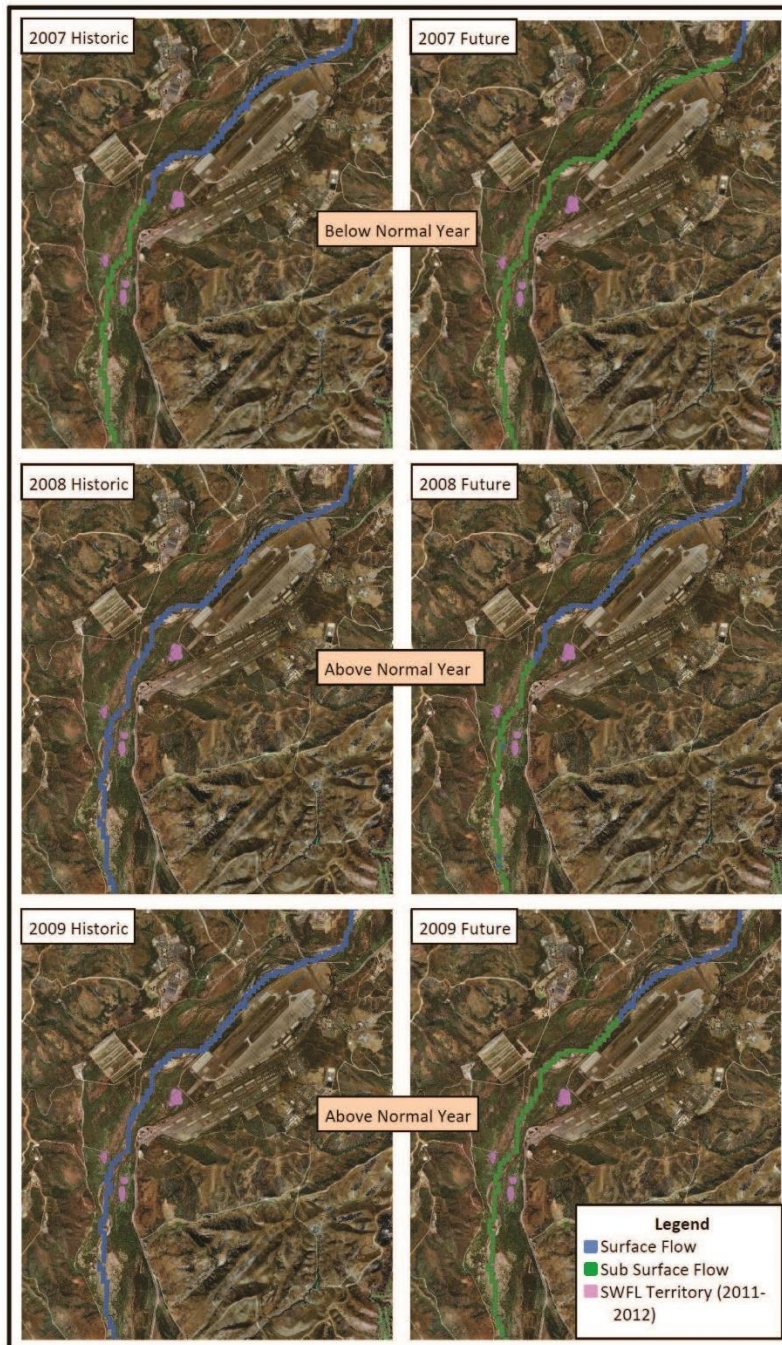 2007 Historic
2007 Future
Below Normal Year
2008 Historic
2008 Future
Above Normal Year
2009 Historic
2009 Future
Above Normal Year
Legend
Surface Flow
Sub Surface Flow
SWFL Territory (2011-
2012)